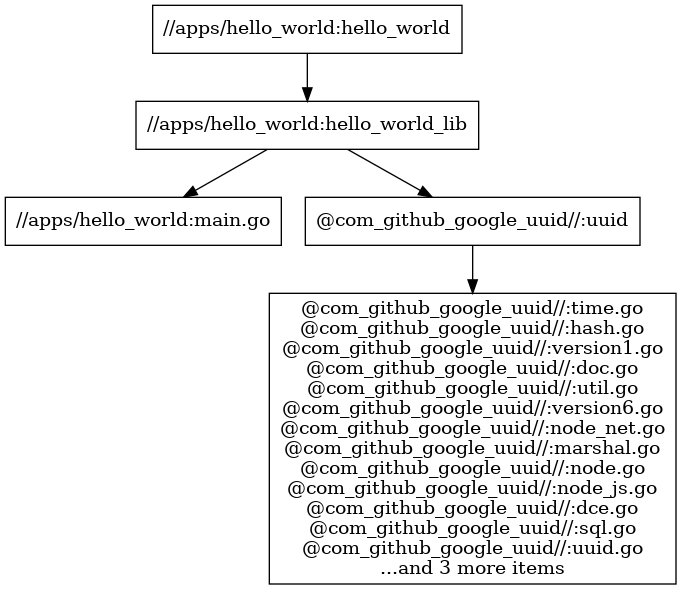 //apps/hello_world:hello_world
//apps/hello_world:hello_world_lib
//apps/hello_world:main.go
@com_github_google_uuid//:uuid
@com_github_google_uuid//:time.go
@com_github_google_uuid//:hash.go
@com_github_google_uuid//:version1.go
@com_github_google_uuid//:doc.go
@com_github_google_uuid//:util.go
@com_github_google_uuid//:version6.go
@com_github_google_uuid//:node_net.go
@com_github_google_uuid//:marshal.go
@com_github_google_uuid//:node.go
@com_github_google_uuid//:node_js.go
@com_github_google_uuid//:dce.go
@com_github_google_uuid//:sql.go
@com_github_google_uuid//:uuid.go
...and 3 more items